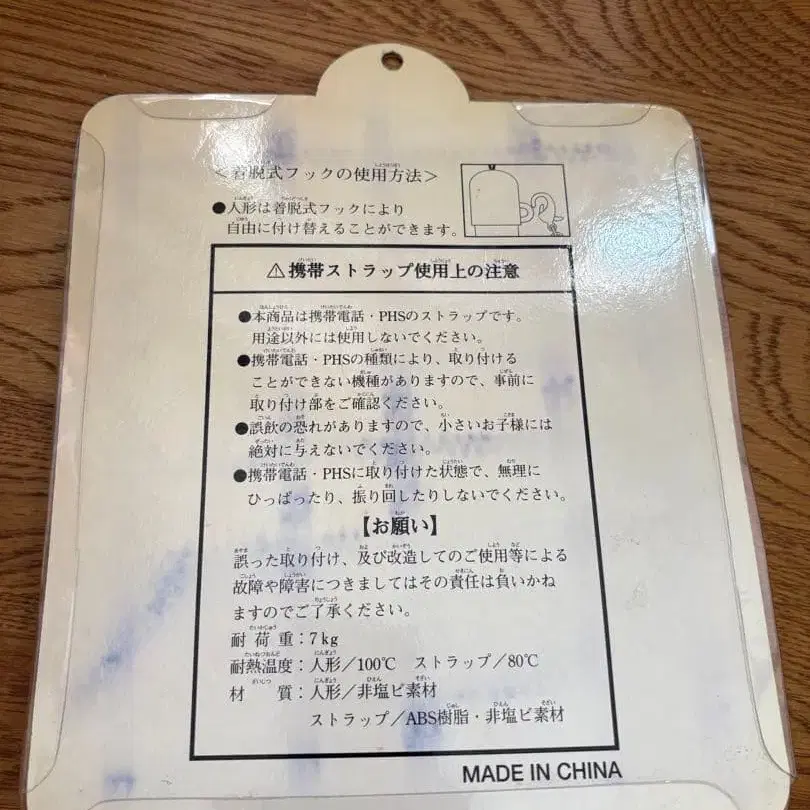 ＜着脱式フックの使用方法＞
●人形は着脱式フックにより
自由に付け替えることができます。
⚠携帯ストラップ使用上の注意
●本商品は携帯電話・PHSのストラップです。
用途以外には使用しないでください。
●携帯電話・PHSの種類により、取り付ける
ことができない機種がありますので、事前に
取り付け部をご確認ください。
●誤飲の恐れがありますので、小さいお子様には
絶対に与えないでください。
●携帯電話・PHSに取り付けた状態で、無理に
ひっぱったり、振り回したりしないでください。
【お願い】
誤った取り付け、及び改造してのご使用等による
故障や障害につきましてはその責任は負いかね
ますのでご了承ください。
耐荷重：7kg
耐熱温度：人形／100℃　ストラップ／80℃
材　質：人形／非塩ビ素材
ストラップ／ABS樹脂・非塩ビ素材
MADE IN CHINA